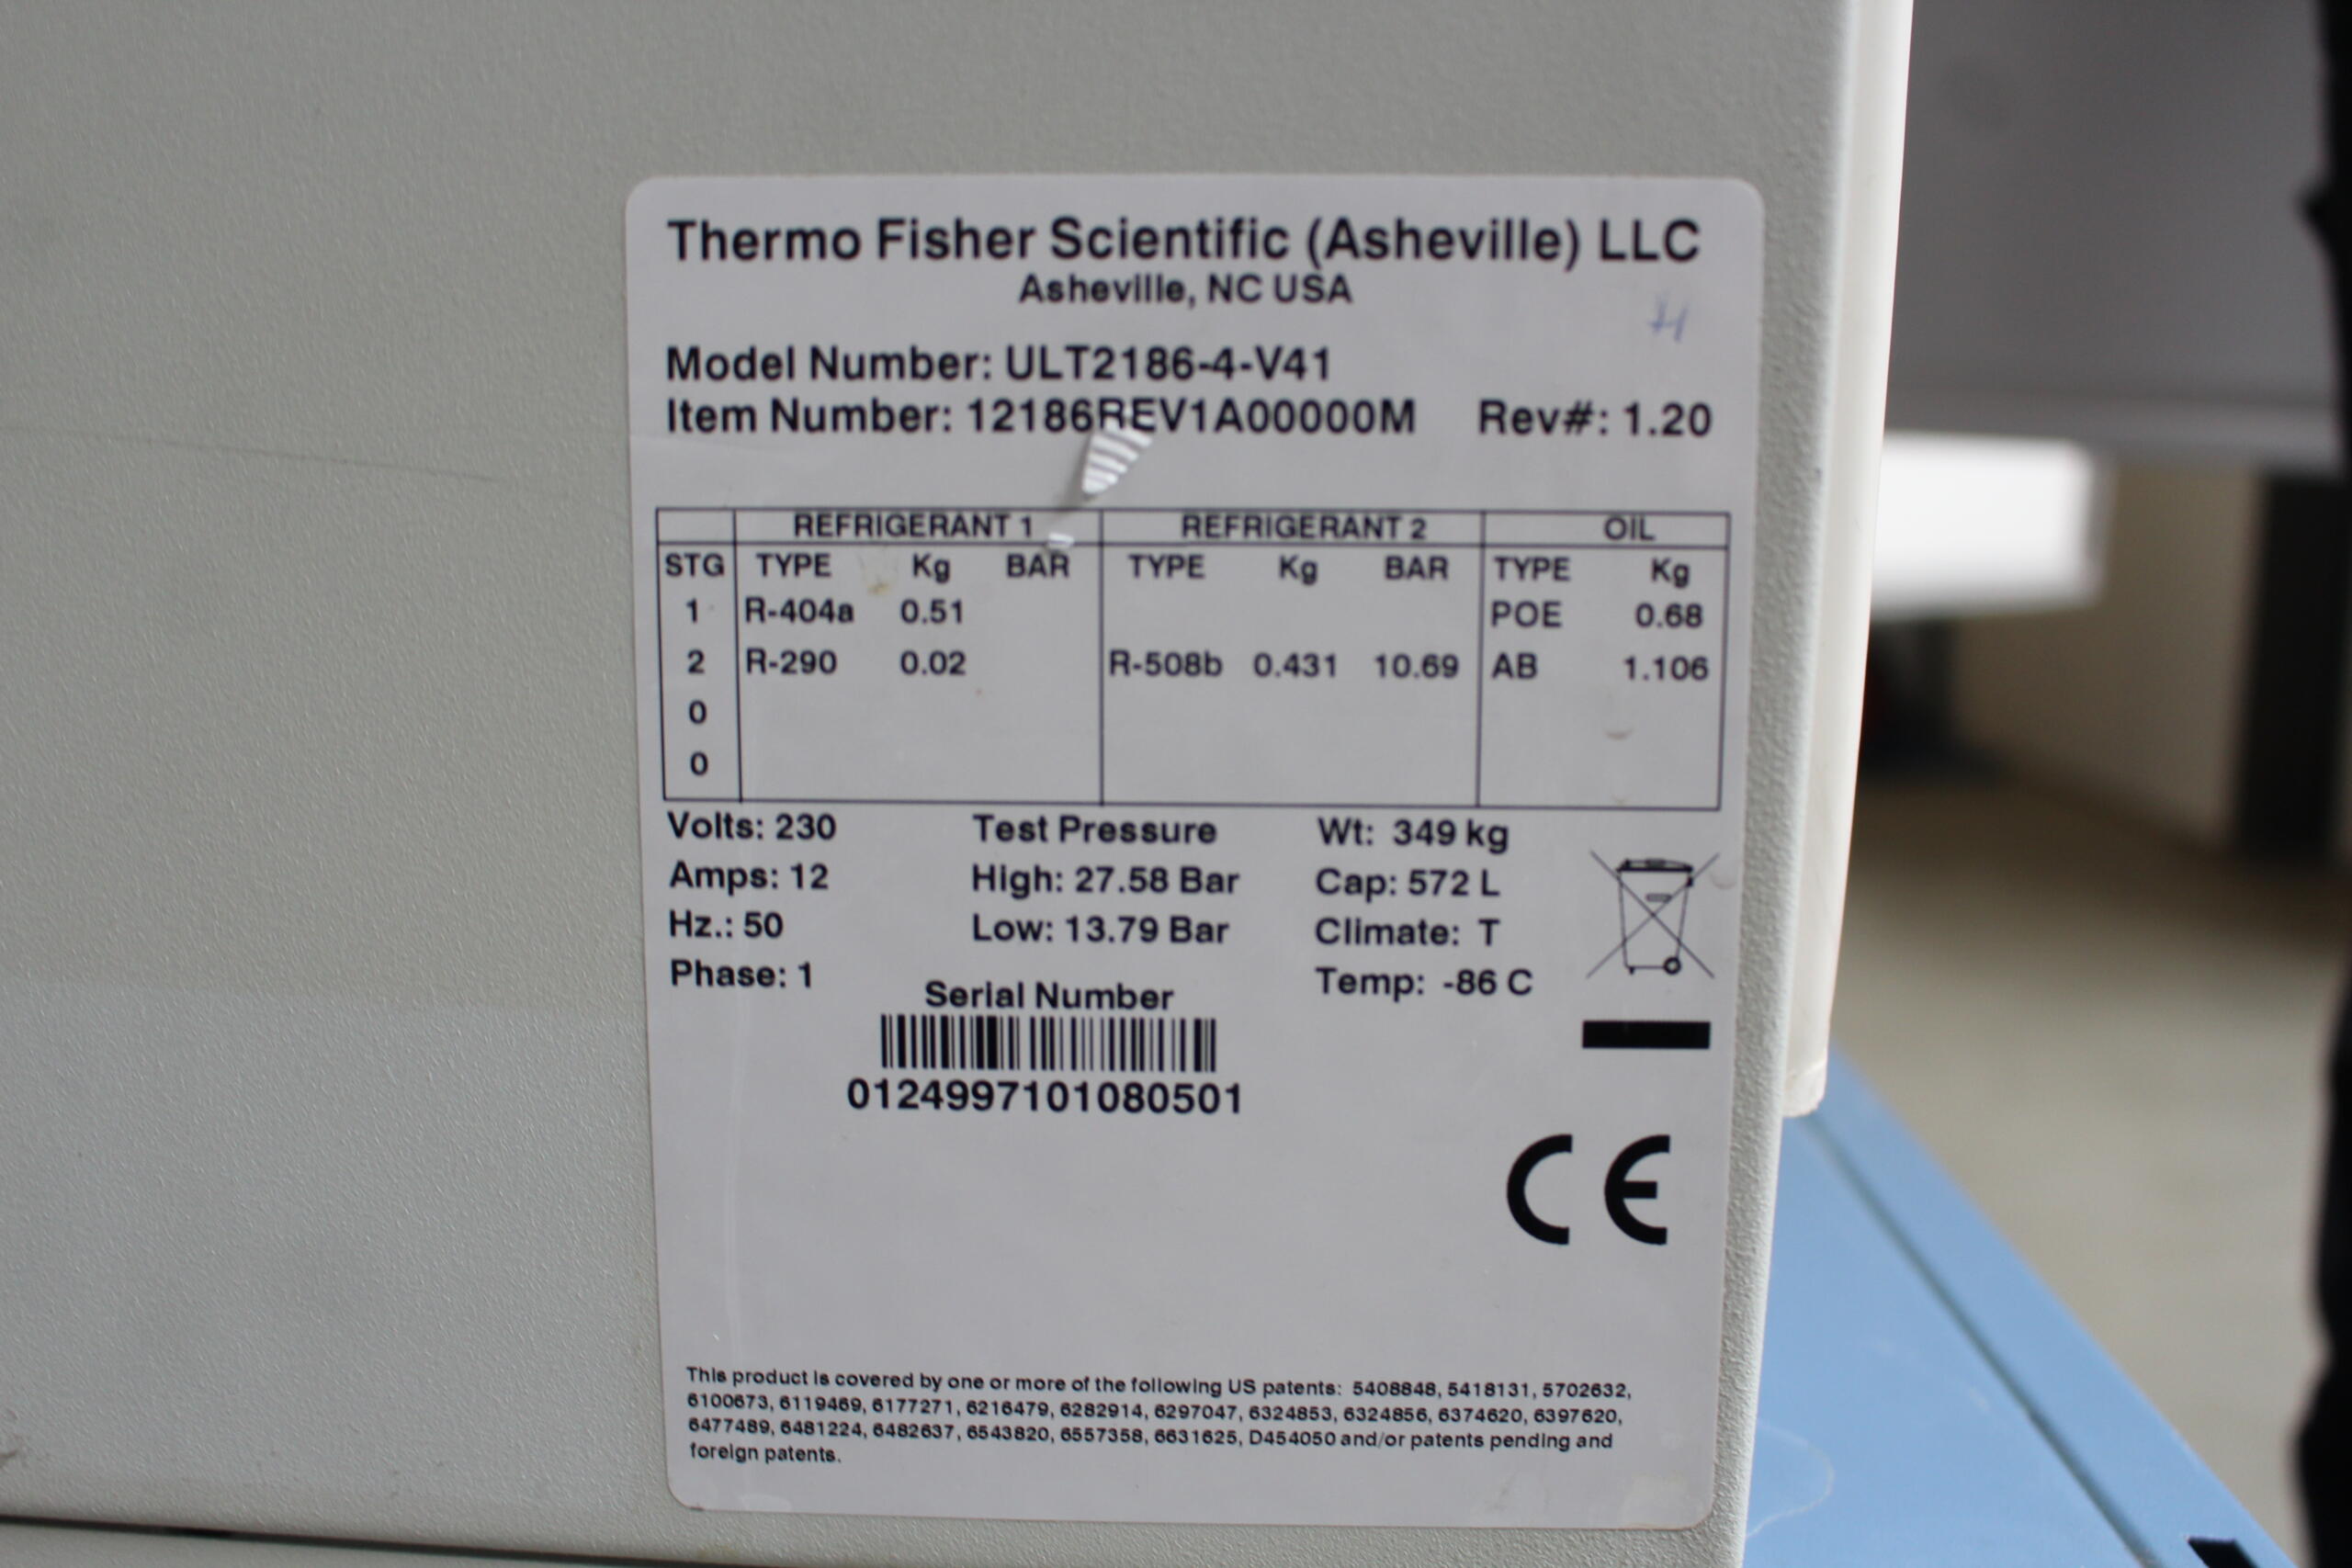 Thermo Fisher Scientific (Asheville) LLC
Asheville, NC USA
Model Number: ULT2186-4-V41
Item Number: 12186REV1A00000M Rev#: 1.20
REFRIGERANT 1 REFRIGERANT 2 OIL
STG TYPE Kg BAR TYPE Kg BAR TYPE Kg
1 R-404a 0.51 POE 0.68
2 R-290 0.02 R-508b 0.431 10.69 AB 1.106
0
0
Volts: 230 Test Pressure Wt: 349 kg
Amps: 12 High: 27.58 Bar Cap: 572 L
Hz.: 50 Low: 13.79 Bar Climate: T
Phase: 1 Temp: -86 C
Serial Number
0124997101080501
CE
This product is covered by one or more of the following US patents: 5408848, 5418131, 5702632,
6100673, 6119469, 6177271, 6216479, 6282914, 6297047, 6324853, 6324856, 6374620, 6397620,
6477489, 6481224, 6482637, 6543820, 6557358, 6631625, D454050 and/or patents pending and
foreign patents.